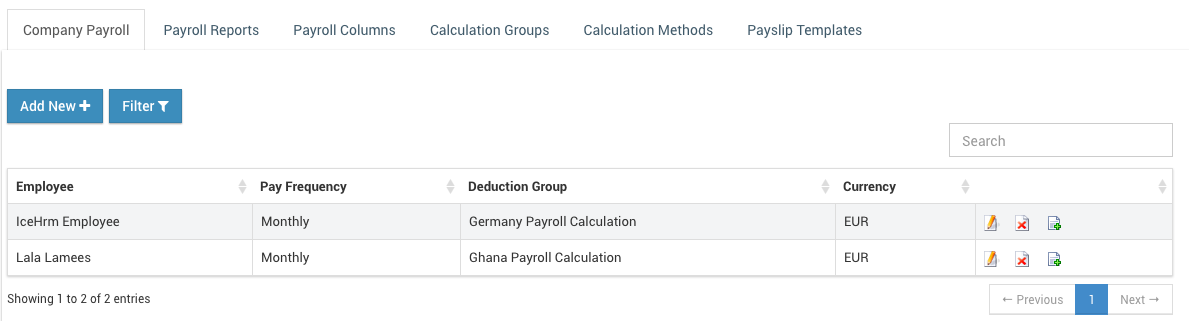 Company Payroll Payroll Reports Payroll Columns Calculation Groups Calculation Methods Payslip Templates
Add New Filter
Search
Employee Pay Frequency Deduction Group Currency
IceHrm Employee Monthly Germany Payroll Calculation EUR
Lala Lamees Monthly Ghana Payroll Calculation EUR
Showing 1 to 2 of 2 entries ← Previous 1 Next →